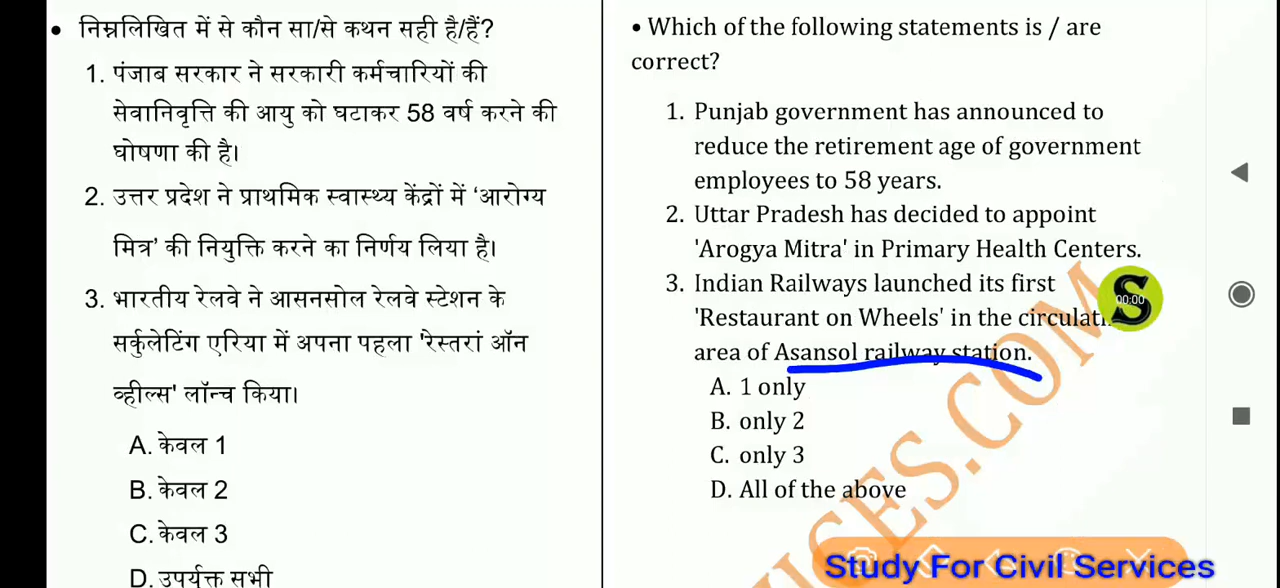 • निम्नलिखित में से कौन सा/से कथन सही है/हैं?
1. पंजाब सरकार ने सरकारी कर्मचारियों की
सेवानिवृत्ति की आयु को घटाकर 58 वर्ष करने की
घोषणा की है।
2. उत्तर प्रदेश ने प्राथमिक स्वास्थ्य केंद्रों में ‘आरोग्य
मित्र’ की नियुक्ति करने का निर्णय लिया है।
3. भारतीय रेलवे ने आसनसोल रेलवे स्टेशन के
सर्कुलेटिंग एरिया में अपना पहला 'रेस्तरां ऑन
व्हील्स' लॉन्च किया।
A. केवल 1
B. केवल 2
C. केवल 3
D. उपर्युक्त सभी
• Which of the following statements is / are
correct?
1. Punjab government has announced to
reduce the retirement age of government
employees to 58 years.
2. Uttar Pradesh has decided to appoint
'Arogya Mitra' in Primary Health Centers.
3. Indian Railways launched its first
'Restaurant on Wheels' in the circulati
area of Asansol railway station.
A. 1 only
B. only 2
C. only 3
D. All of the above
S
00:00
ICES.COM
Study For Civil Services